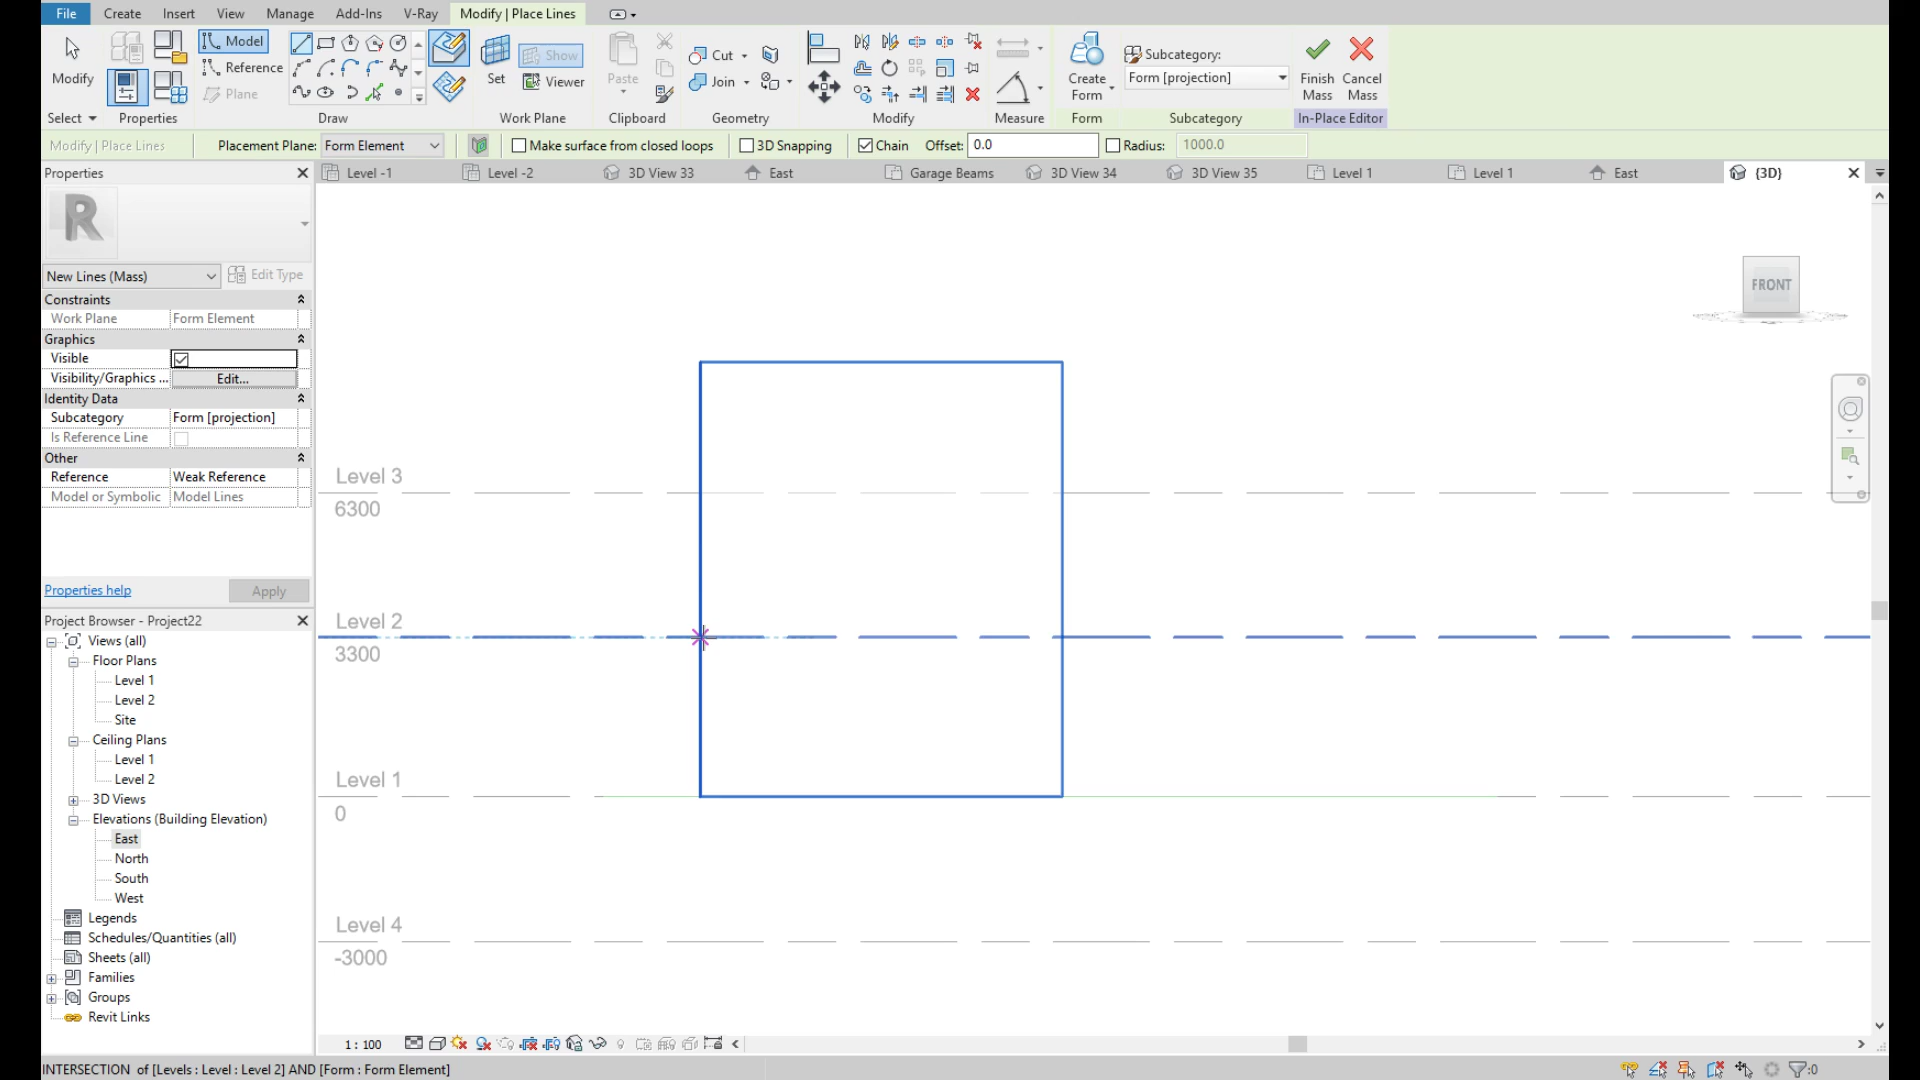 File Create Insert View Manage Add-Ins V-Ray Modify | Place Lines
Model
Show
Cut
Subcategory:
Reference
Modify
Set
Viewer
Paste
Join
Create Form
Form [projection]
Finish Mass
Cancel Mass
Plane
Select Properties Draw Work Plane Clipboard Geometry Modify Measure Form Subcategory In-Place Editor
Modify | Place Lines Placement Plane: Form Element Make surface from closed loops 3D Snapping Chain Offset: 0.0 Radius: 1000.0
Properties
Level -1 Level -2 3D View 33 East Garage Beams 3D View 34 3D View 35 Level 1 Level 1 East {3D}
R
New Lines (Mass) Edit Type
Constraints
Work Plane Form Element
Graphics
Visible
Visibility/Graphics ... Edit...
Identity Data
Subcategory Form [projection]
Is Reference Line
Other
Reference Weak Reference
Model or Symbolic Model Lines
Properties help Apply
Project Browser - Project22
Views (all)
Floor Plans
Level 1
Level 2
Site
Ceiling Plans
Level 1
Level 2
3D Views
Elevations (Building Elevation)
East
North
South
West
Legends
Schedules/Quantities (all)
Sheets (all)
Families
Groups
Revit Links
FRONT
Level 3
6300
Level 2
3300
Level 1
0
Level 4
-3000
1 : 100
INTERSECTION of [Levels : Level : Level 2] AND [Form : Form Element]
:0